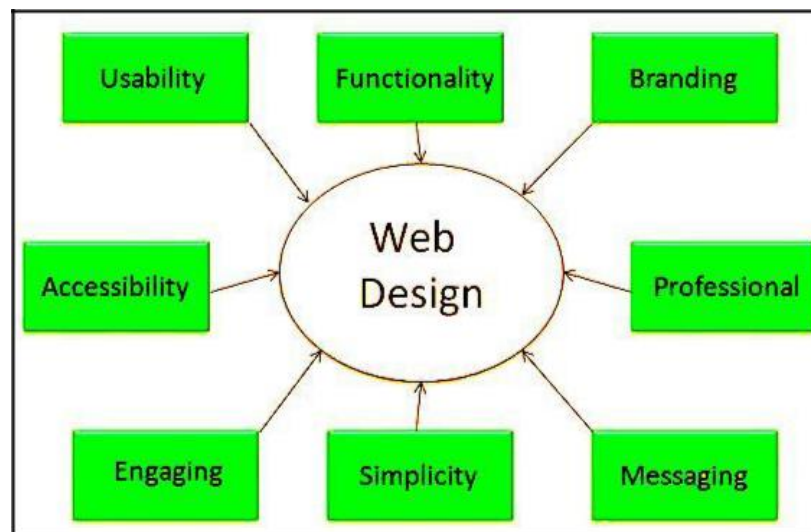 Usability
Functionality
Branding
Web
Design
Accessibility
Professional
Engaging
Simplicity
Messaging